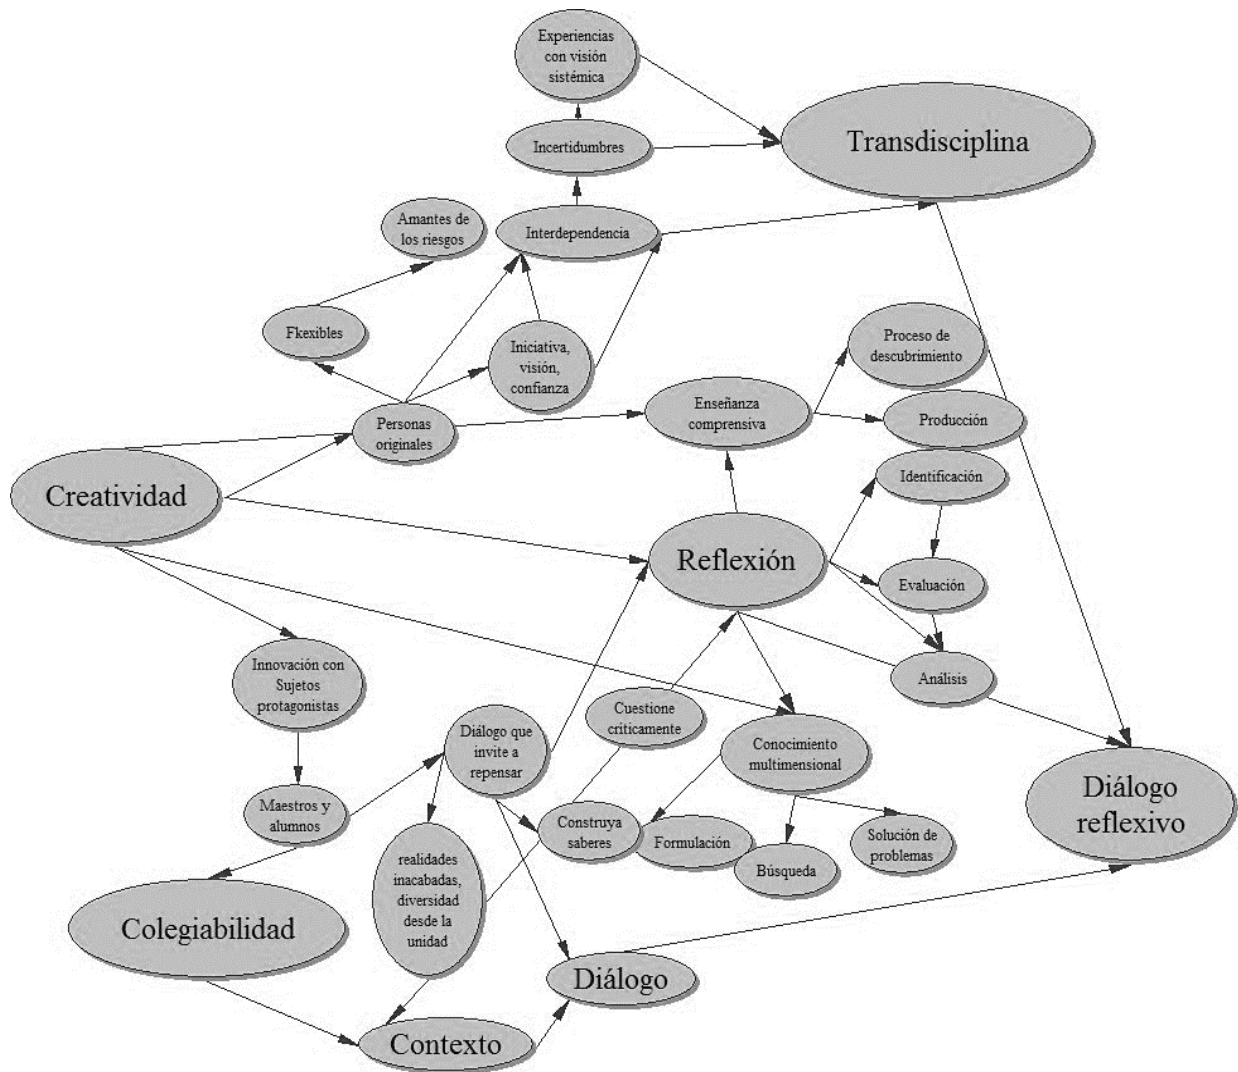 Experiencias
con visión
sistémica
Transdisciplina
Incertidumbres
Amantes de
los riesgos
Interdependencia
Fkexibles
Iniciativa,
visión,
confianza
Proceso de
descubrimiento
Enseñanza
comprensiva
Producción
Personas
originales
Identificación
Creatividad
Reflexión
Evaluación
Innovación con
Sujetos
protagonistas
Análisis
Cuestione
críticamente
Diálogo que
invite a
repensar
Conocimiento
multimensional
Maestros y
alumnos
Construya
saberes
Formulación
Búsqueda
Solución de
problemas
Diálogo
reflexivo
realidades
inacabadas,
diversidad
desde la
unidad
Colegiabilidad
Diálogo
Contexto